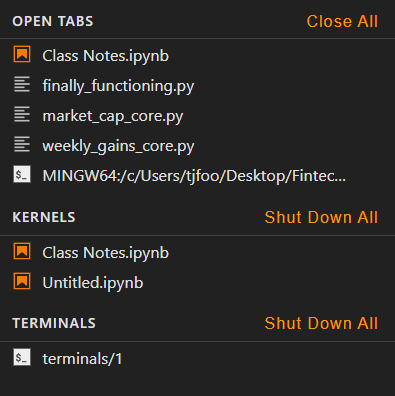 OPEN TABS Close All
Class Notes.ipynb
finally_functioning.py
market_cap_core.py
weekly_gains_core.py
$_ MINGW64:/c/Users/tjfoo/Desktop/Fintec...
KERNELS Shut Down All
Class Notes.ipynb
Untitled.ipynb
TERMINALS Shut Down All
$_ terminals/1